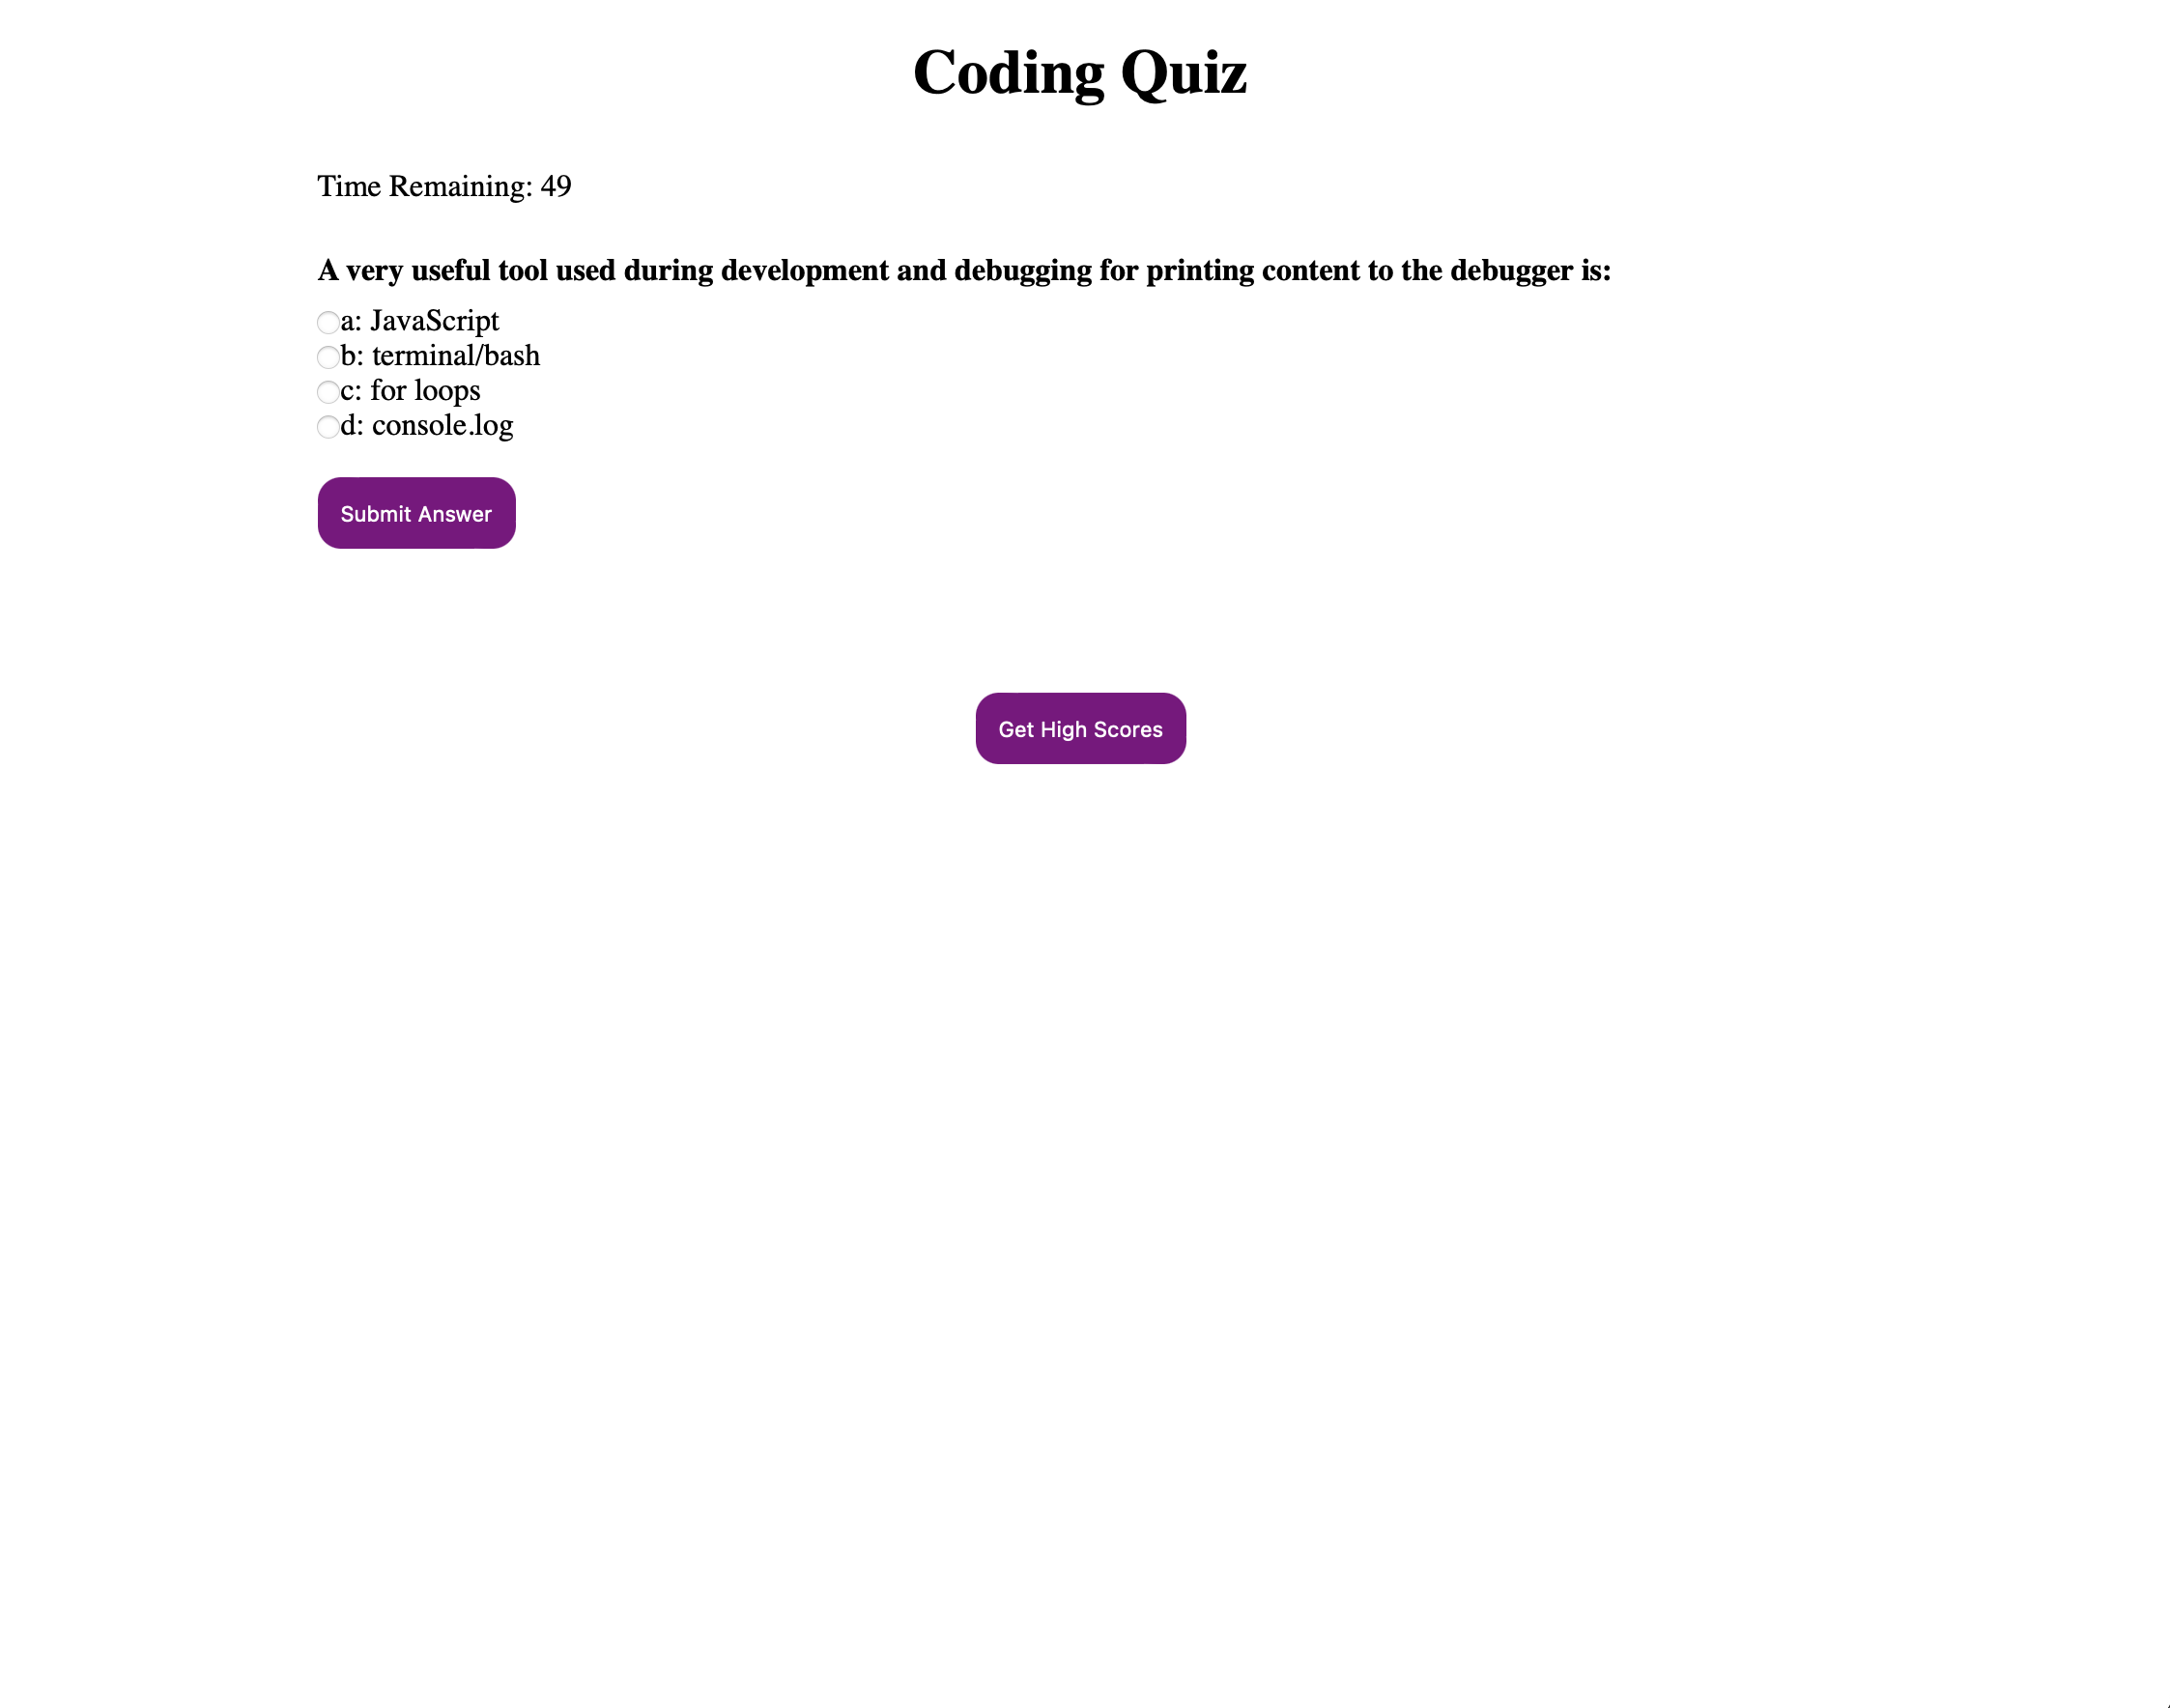 Coding Quiz
Time Remaining: 49
A very useful tool used during development and debugging for printing content to the debugger is:
a: JavaScript
b: terminal/bash
c: for loops
d: console.log
Submit Answer
Get High Scores